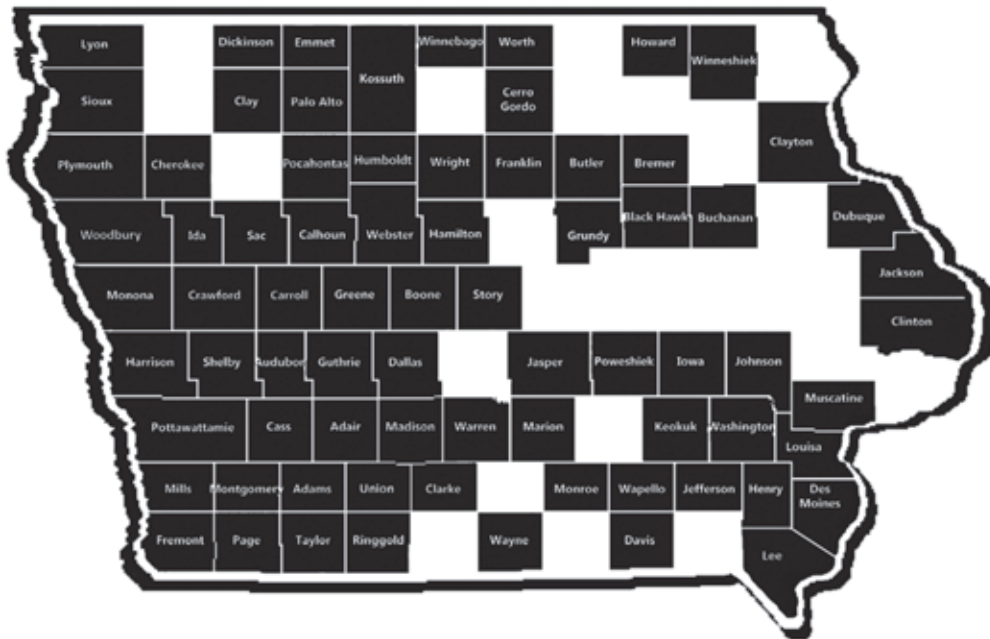 Lyon
Dickinson
Emmet
Kossuth
Winnebago
Worth
Howard
Winneshiek
Sioux
Clay
Palo Alto
Cerro
Gordo
Clayton
Plymouth
Cherokee
Pocahontas
Humboldt
Wright
Franklin
Butler
Bremer
Woodbury
Ida
Sac
Calhoun
Webster
Hamilton
Grundy
Black Hawk
Buchanan
Dubuque
Jackson
Monona
Crawford
Carroll
Greene
Boone
Story
Clinton
Harrison
Shelby
Audubon
Guthrie
Dallas
Jasper
Poweshiek
Iowa
Johnson
Muscatine
Pottawattamie
Cass
Adair
Madison
Warren
Marion
Keokuk
Washington
Louisa
Mills
Montgomery
Adams
Union
Clarke
Monroe
Wapello
Jefferson
Henry
Des
Moines
Fremont
Page
Taylor
Ringgold
Wayne
Davis
Lee